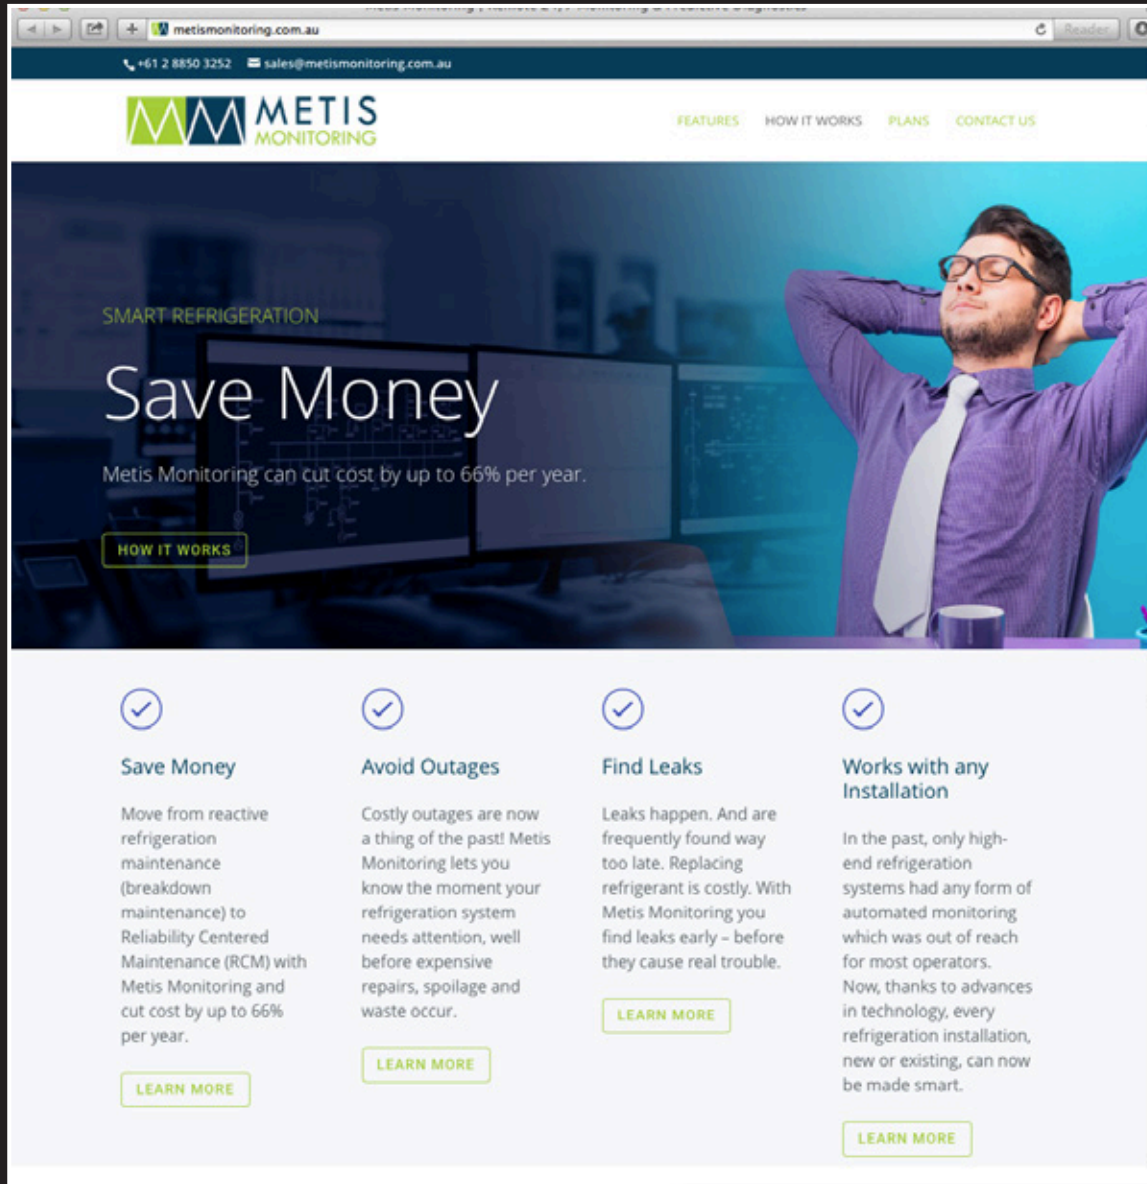 Metis Monitoring | Remote 24/7 Monitoring & Predictive Diagnostics
metismonitoring.com.au
Reader
+61 2 8850 3252 sales@metismonitoring.com.au
METIS
MONITORING
FEATURES HOW IT WORKS PLANS CONTACT US
SMART REFRIGERATION
Save Money
Metis Monitoring can cut cost by up to 66% per year.
HOW IT WORKS
Save Money
Move from reactive
refrigeration
maintenance
(breakdown
maintenance) to
Reliability Centered
Maintenance (RCM) with
Metis Monitoring and
cut cost by up to 66%
per year.
LEARN MORE
Avoid Outages
Costly outages are now
a thing of the past! Metis
Monitoring lets you
know the moment your
refrigeration system
needs attention, well
before expensive
repairs, spoilage and
waste occur.
LEARN MORE
Find Leaks
Leaks happen. And are
frequently found way
too late. Replacing
refrigerant is costly. With
Metis Monitoring you
find leaks early – before
they cause real trouble.
LEARN MORE
Works with any
Installation
In the past, only high-
end refrigeration
systems had any form of
automated monitoring
which was out of reach
for most operators.
Now, thanks to advances
in technology, every
refrigeration installation,
new or existing, can now
be made smart.
LEARN MORE